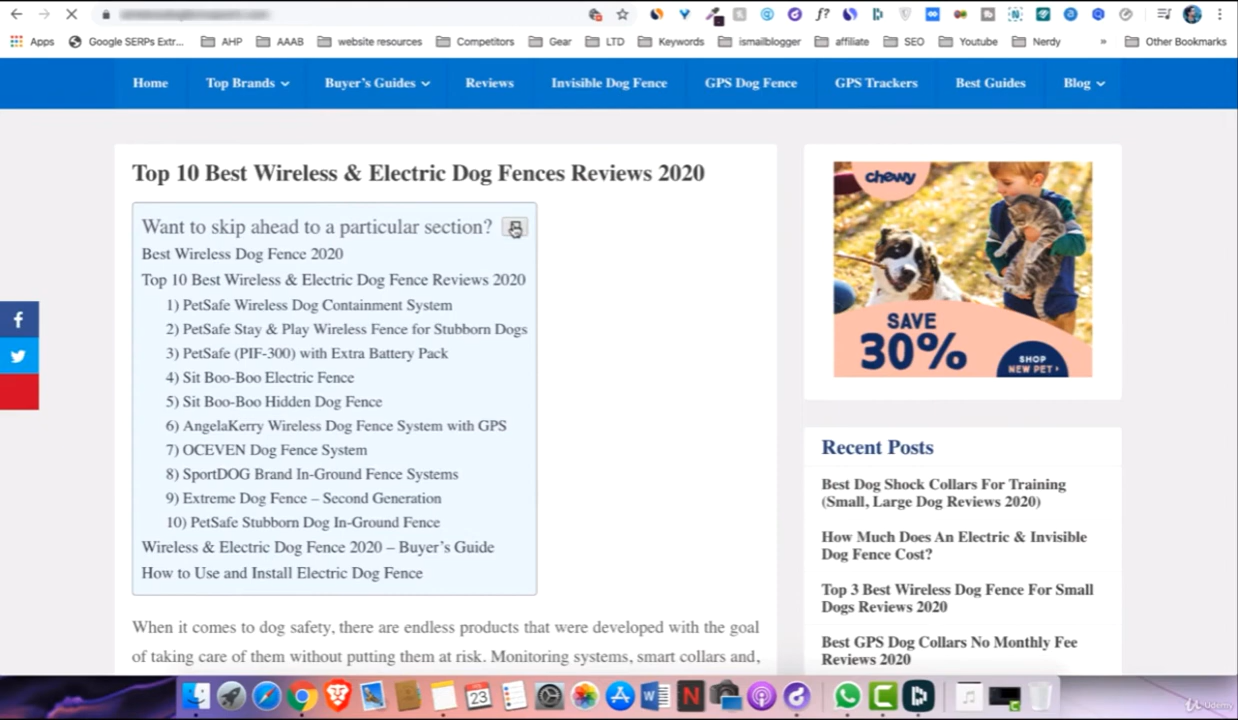 Apps
Google SERPs Extr...
AHP
AAAB
website resources
Competitors
Gear
LTD
Keywords
ismailblogger
affiliate
SEO
Youtube
Nerdy
»
Other Bookmarks
Home
Top Brands
Buyer's Guides
Reviews
Invisible Dog Fence
GPS Dog Fence
GPS Trackers
Best Guides
Blog
Top 10 Best Wireless & Electric Dog Fences Reviews 2020
Want to skip ahead to a particular section?
Best Wireless Dog Fence 2020
Top 10 Best Wireless & Electric Dog Fence Reviews 2020
1) PetSafe Wireless Dog Containment System
2) PetSafe Stay & Play Wireless Fence for Stubborn Dogs
3) PetSafe (PIF-300) with Extra Battery Pack
4) Sit Boo-Boo Electric Fence
5) Sit Boo-Boo Hidden Dog Fence
6) AngelaKerry Wireless Dog Fence System with GPS
7) OCEVEN Dog Fence System
8) SportDOG Brand In-Ground Fence Systems
9) Extreme Dog Fence – Second Generation
10) PetSafe Stubborn Dog In-Ground Fence
Wireless & Electric Dog Fence 2020 – Buyer's Guide
How to Use and Install Electric Dog Fence
When it comes to dog safety, there are endless products that were developed with the goal
of taking care of them without putting them at risk. Monitoring systems, smart collars and,
chewy
SAVE
30%
SHOP
NEW PET
Recent Posts
Best Dog Shock Collars For Training
(Small, Large Dog Reviews 2020)
How Much Does An Electric & Invisible
Dog Fence Cost?
Top 3 Best Wireless Dog Fence For Small
Dogs Reviews 2020
Best GPS Dog Collars No Monthly Fee
Reviews 2020
23
Udemy